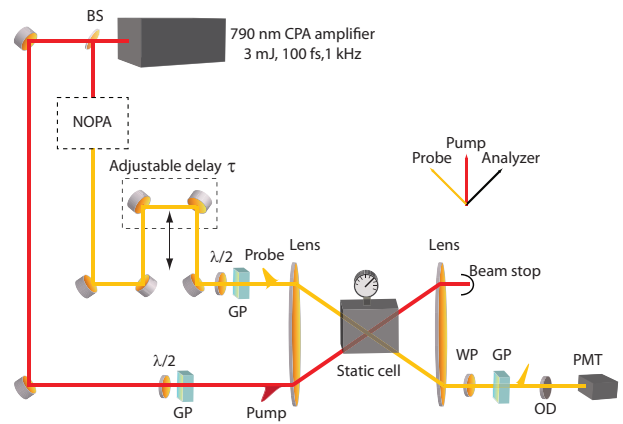 BS
790 nm CPA amplifier
3 mJ, 100 fs,1 kHz
NOPA
Adjustable delay τ
Pump
Probe
Analyzer
λ/2
Probe
Lens
Lens
Beam stop
GP
λ/2
Static cell
WP
GP
PMT
GP
Pump
OD